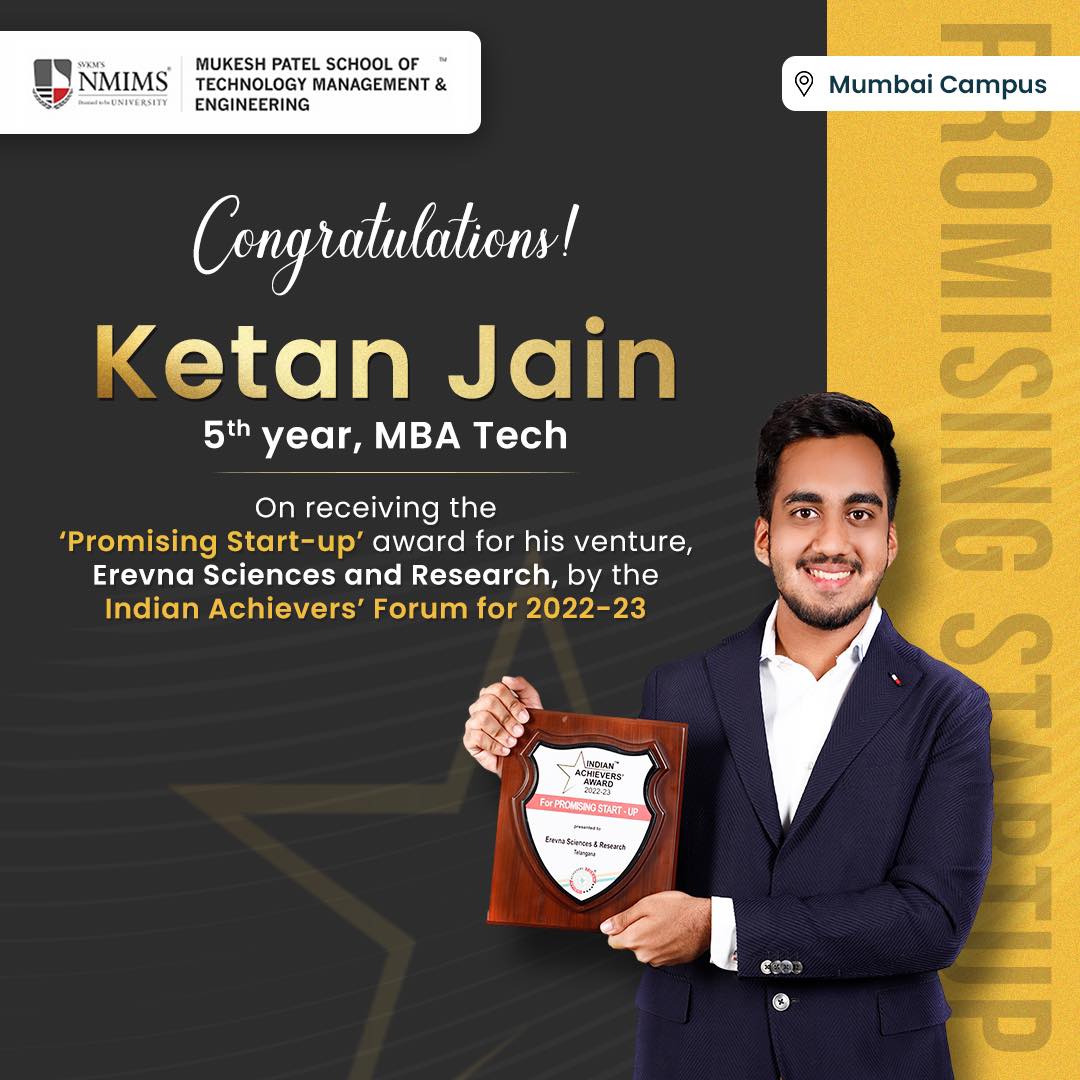 SVKM'S
NMIMS®
Deemed to be UNIVERSITY
MUKESH PATEL SCHOOL OF ™
TECHNOLOGY MANAGEMENT &
ENGINEERING
Mumbai Campus
Congratulations!
Ketan Jain
5th year, MBA Tech
On receiving the
‘Promising Start-up’ award for his venture,
Erevna Sciences and Research, by the
Indian Achievers’ Forum for 2022-23
PROMISING STARTUP
INDIAN™
ACHIEVERS'
AWARD
2022-23
For PROMISING START - UP
presented to
Erevna Sciences & Research
Telangana